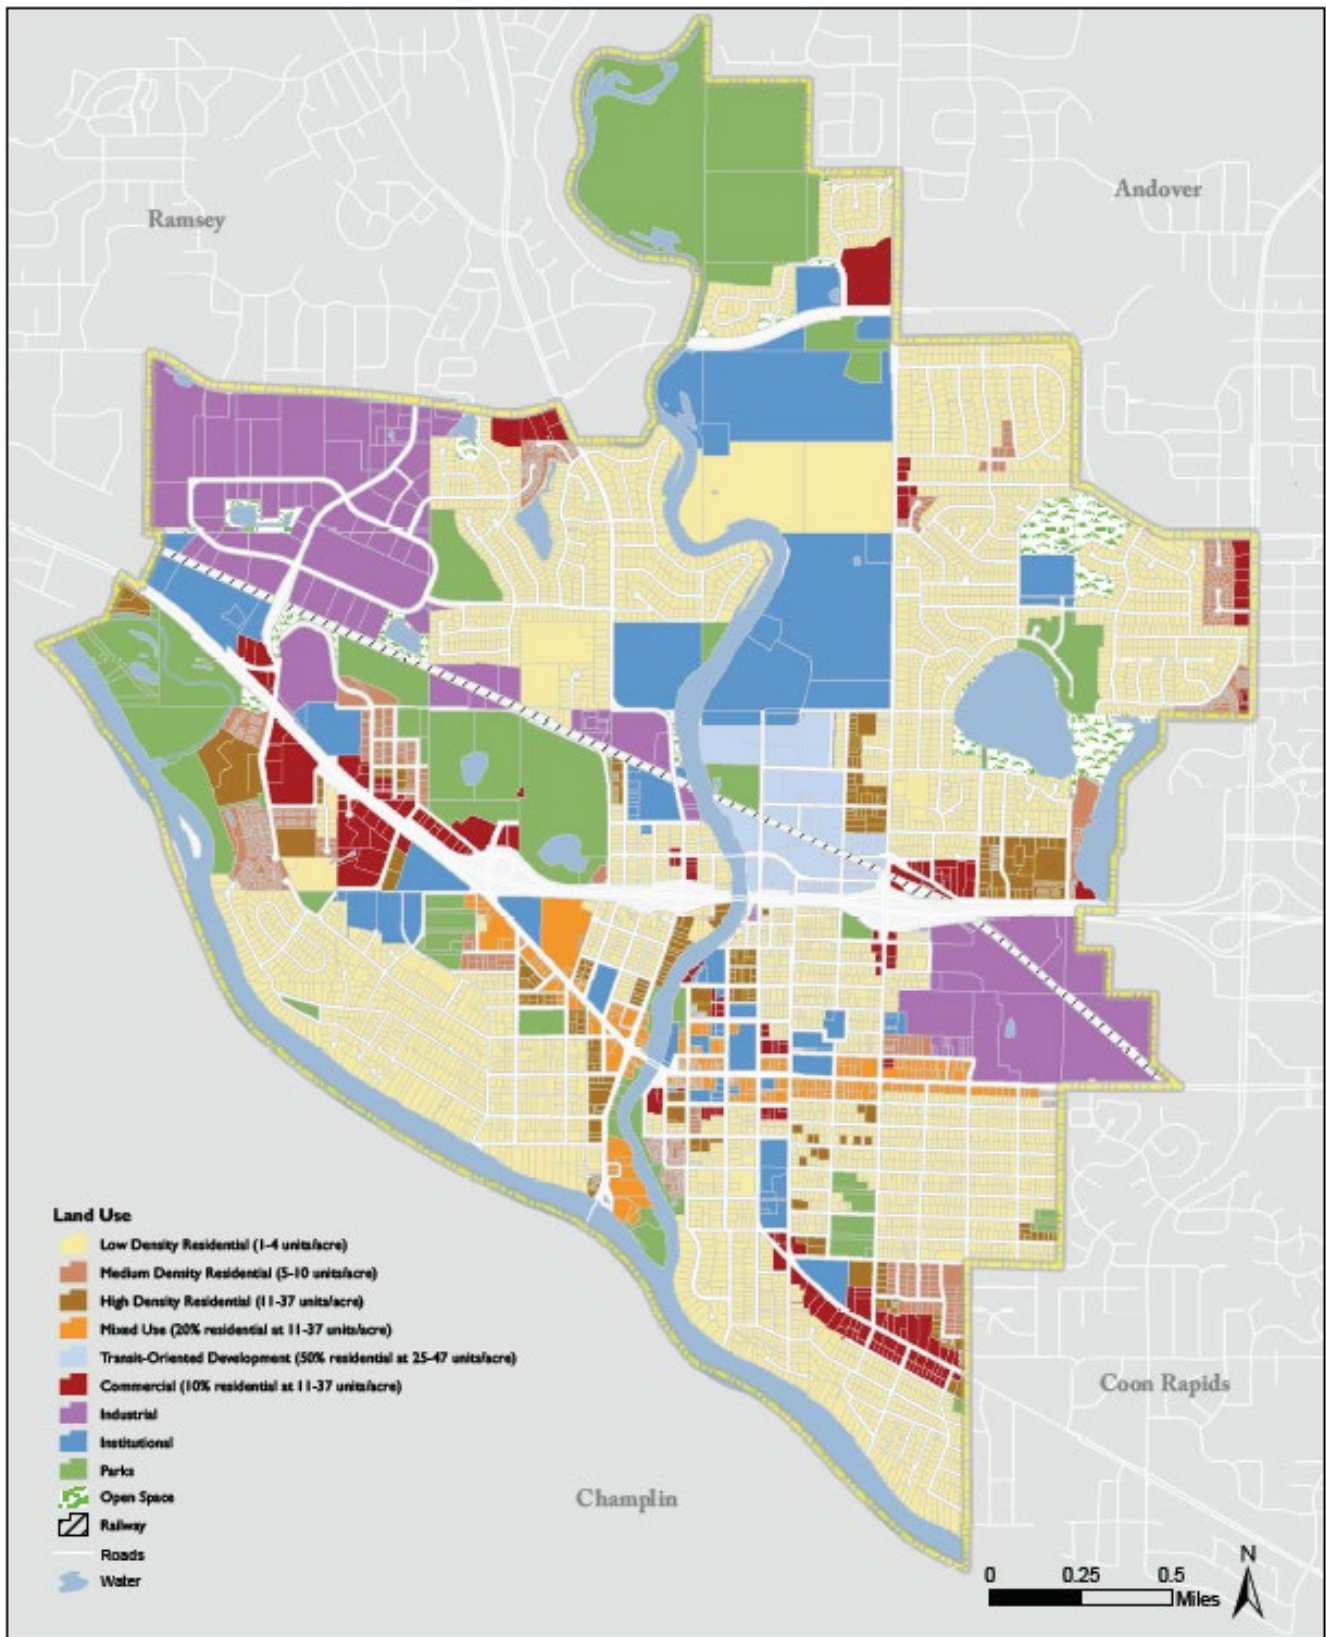 Ramsey
Andover
Land Use
Low Density Residential (1-4 units/acre)
Medium Density Residential (5-10 units/acre)
High Density Residential (11-37 units/acre)
Mixed Use (20% residential at 11-37 units/acre)
Transit-Oriented Development (50% residential at 25-47 units/acre)
Commercial (10% residential at 11-37 units/acre)
Industrial
Institutional
Parks
Open Space
Railway
Roads
Water
Coon Rapids
Champlin
N
0 0.25 0.5
Miles